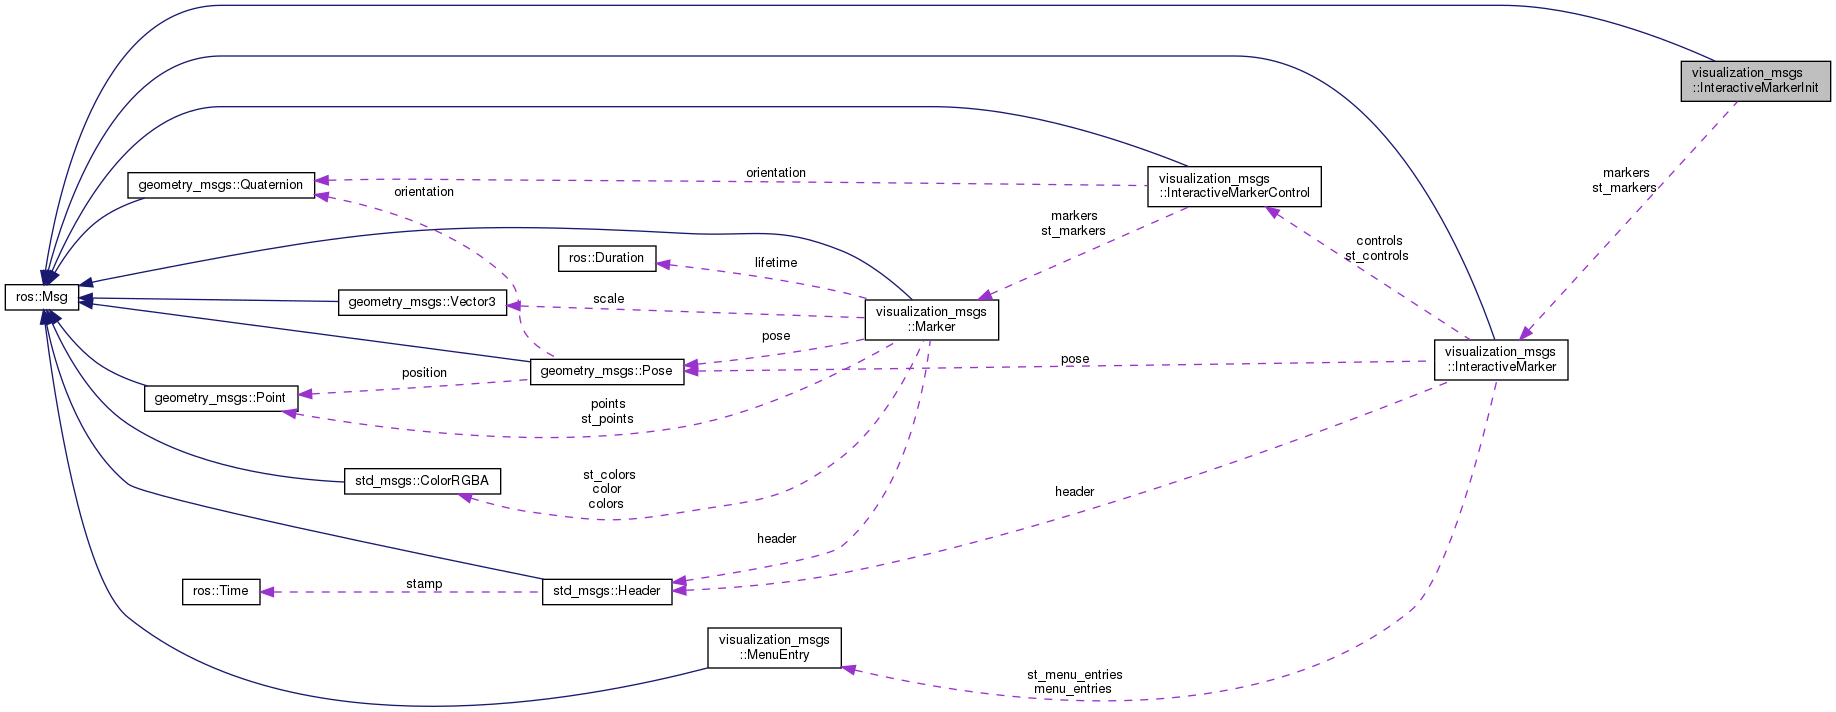 visualization_msgs
::InteractiveMarkerInit
markers
st_markers
orientation
geometry_msgs::Quaternion
orientation
visualization_msgs
::InteractiveMarkerControl
markers
st_markers
controls
st_controls
ros::Duration
lifetime
ros::Msg
geometry_msgs::Vector3
scale
visualization_msgs
::Marker
pose
visualization_msgs
::InteractiveMarker
pose
geometry_msgs::Pose
position
geometry_msgs::Point
points
st_points
std_msgs::ColorRGBA
st_colors
color
colors
header
header
ros::Time
stamp
std_msgs::Header
visualization_msgs
::MenuEntry
st_menu_entries
menu_entries